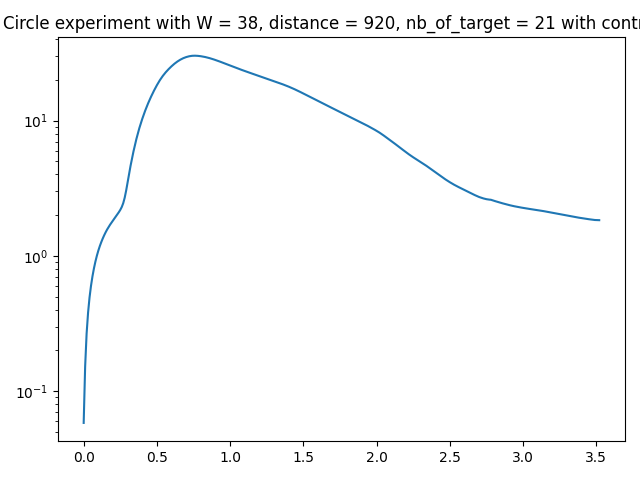 Circle experiment with W = 38, distance = 920, nb_of_target = 21 with contr
10¹
10⁰
10⁻¹
0.0 0.5 1.0 1.5 2.0 2.5 3.0 3.5